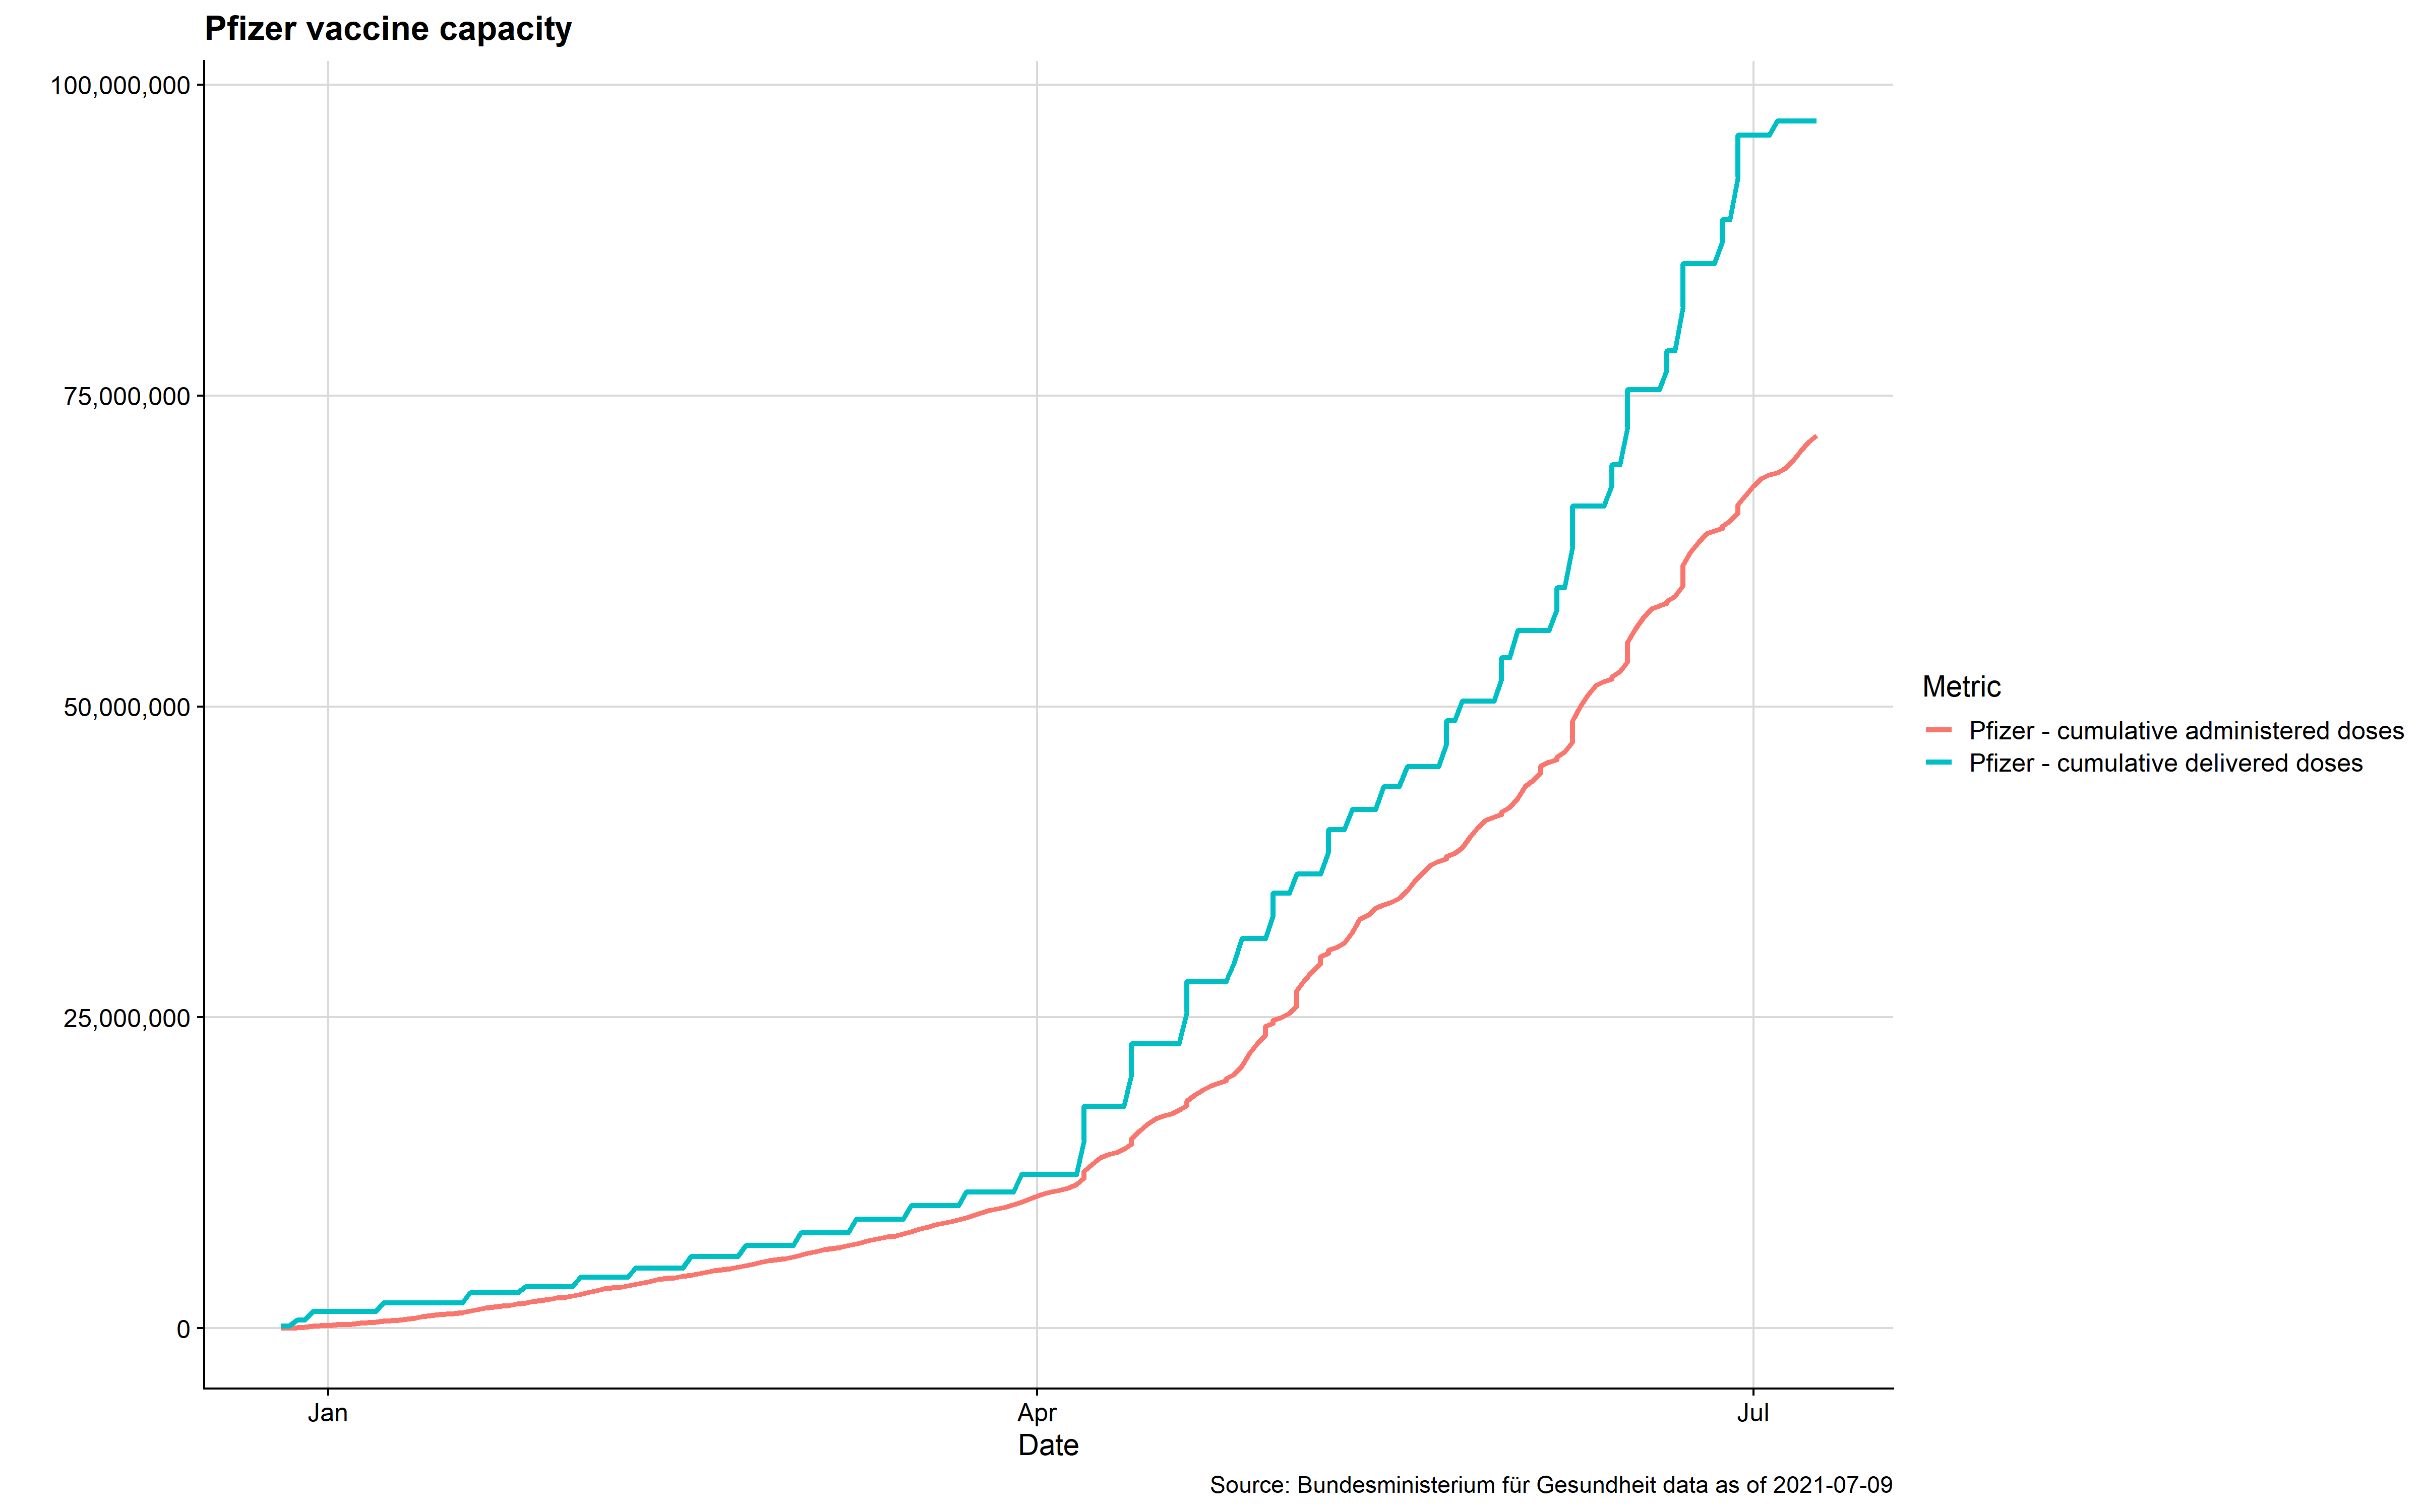 Pfizer vaccine capacity
100,000,000
75,000,000
50,000,000
25,000,000
0
Jan
Apr
Jul
Date
Metric
Pfizer - cumulative administered doses
Pfizer - cumulative delivered doses
Source: Bundesministerium für Gesundheit data as of 2021-07-09